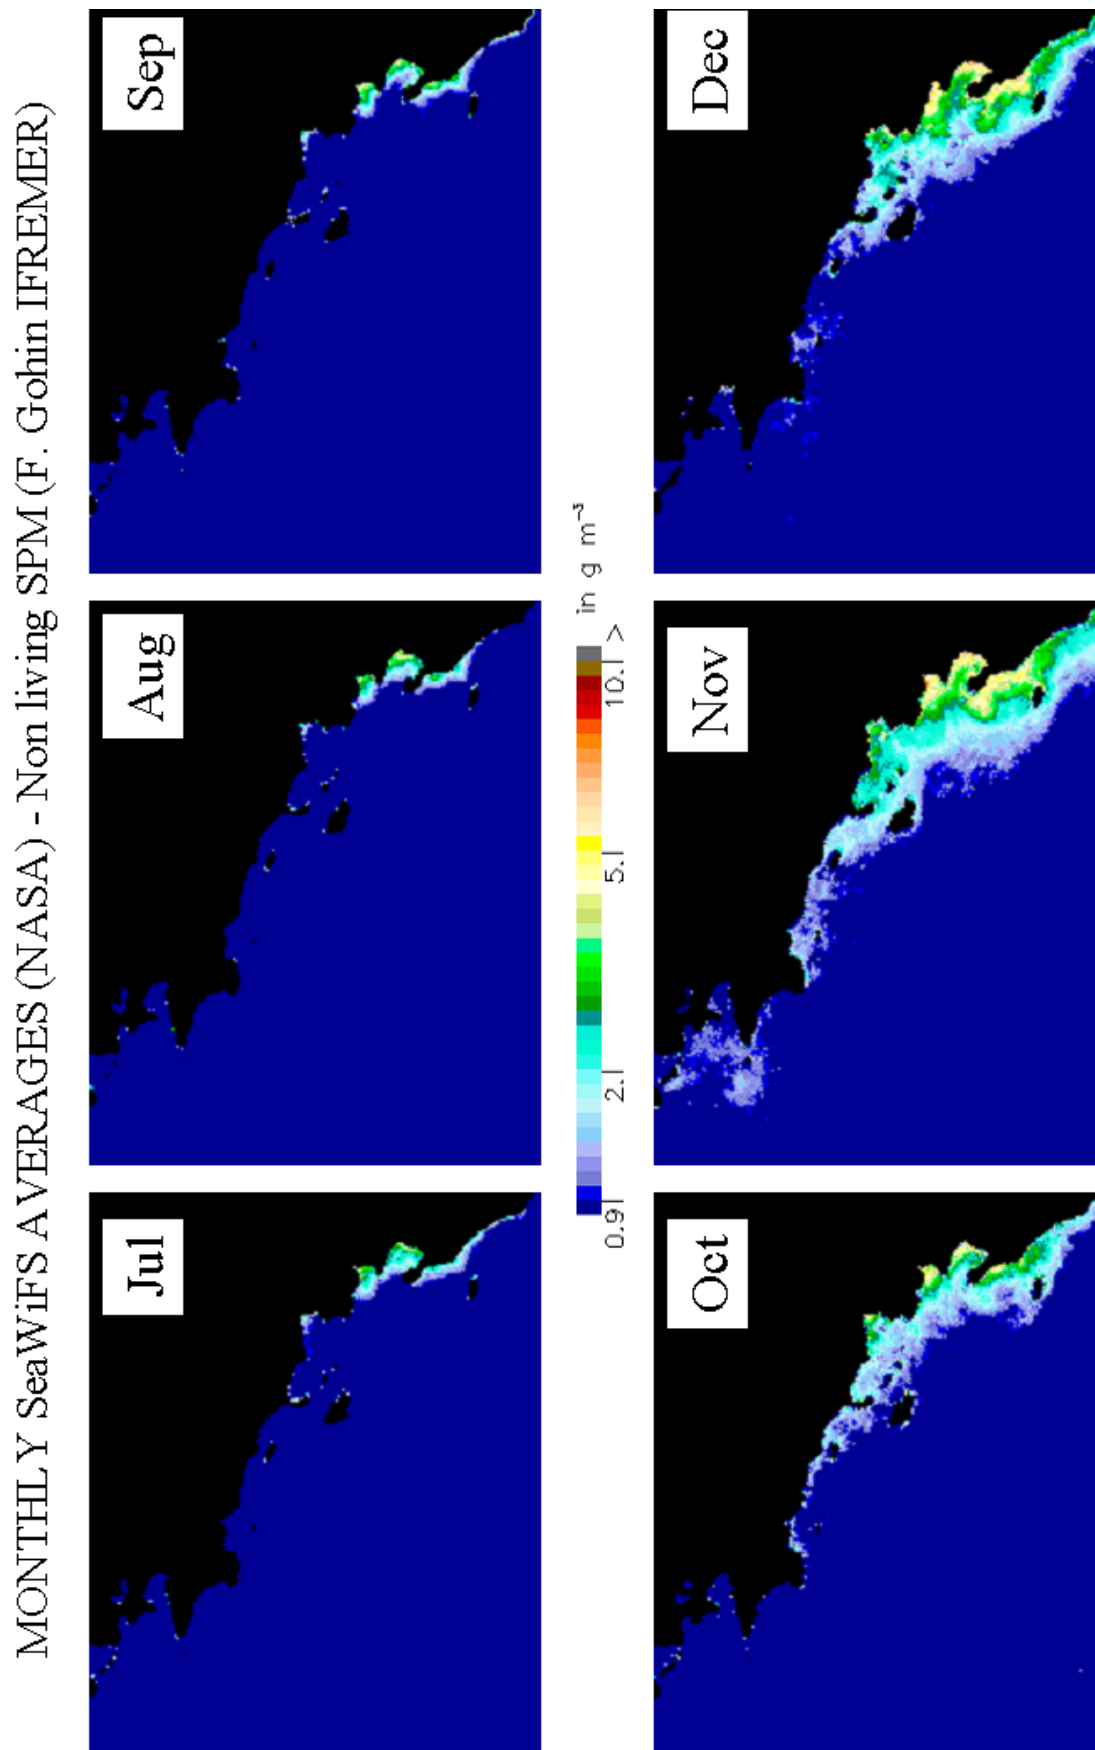 MONTHLY SeaWiFS AVERAGES (NASA) - Non living SPM (F. Gohin IFREMER)
Jul
Aug
Sep
0.9 2.1 5.1 10. > in g m⁻³
Oct
Nov
Dec